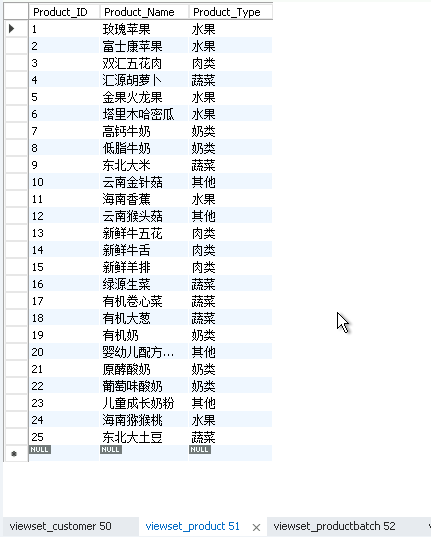 Product_ID Product_Name Product_Type
1 玫瑰苹果 水果
2 富士康苹果 水果
3 双汇五花肉 肉类
4 汇源胡萝卜 蔬菜
5 金果火龙果 水果
6 塔里木哈密瓜 水果
7 高钙牛奶 奶类
8 低脂牛奶 奶类
9 东北大米 蔬菜
10 云南金针菇 其他
11 海南香蕉 水果
12 云南猴头菇 其他
13 新鲜牛五花 肉类
14 新鲜牛舌 肉类
15 新鲜羊排 肉类
16 绿源生菜 蔬菜
17 有机卷心菜 蔬菜
18 有机大葱 蔬菜
19 有机奶 奶类
20 婴幼儿配方... 其他
21 原酵酸奶 奶类
22 葡萄味酸奶 奶类
23 儿童成长奶粉 其他
24 海南猕猴桃 水果
25 东北大土豆 蔬菜
NULL NULL NULL
viewset_customer 50 viewset_product 51 viewset_productbatch 52